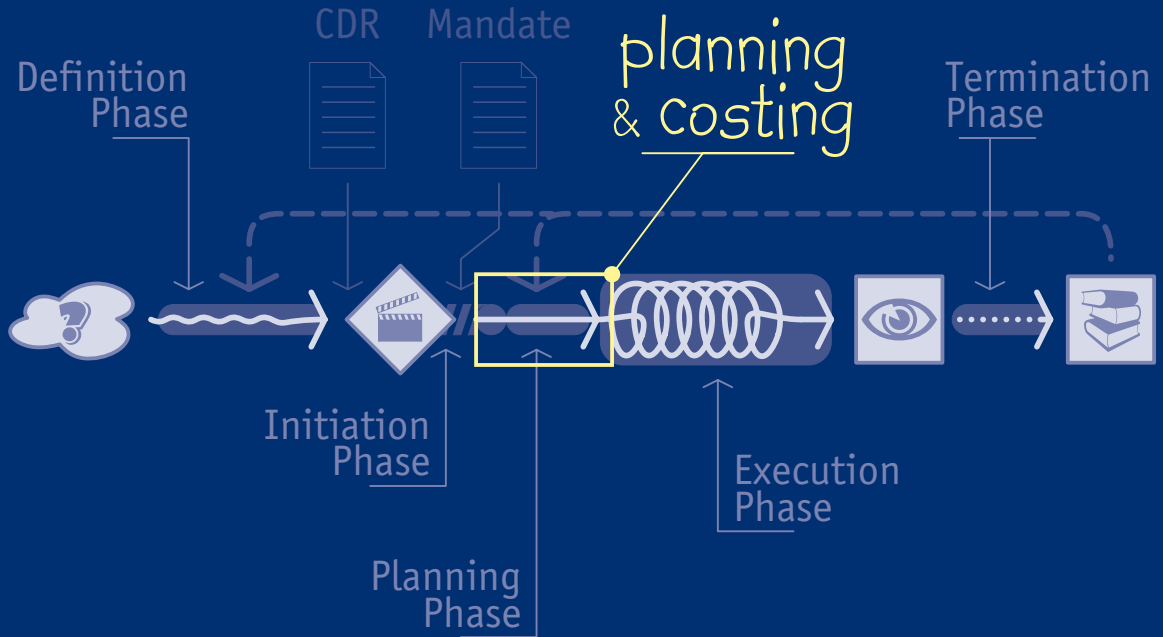 CDR
Mandate
planning
& costing
Definition
Phase
Termination
Phase
Initiation
Phase
Execution
Phase
Planning
Phase